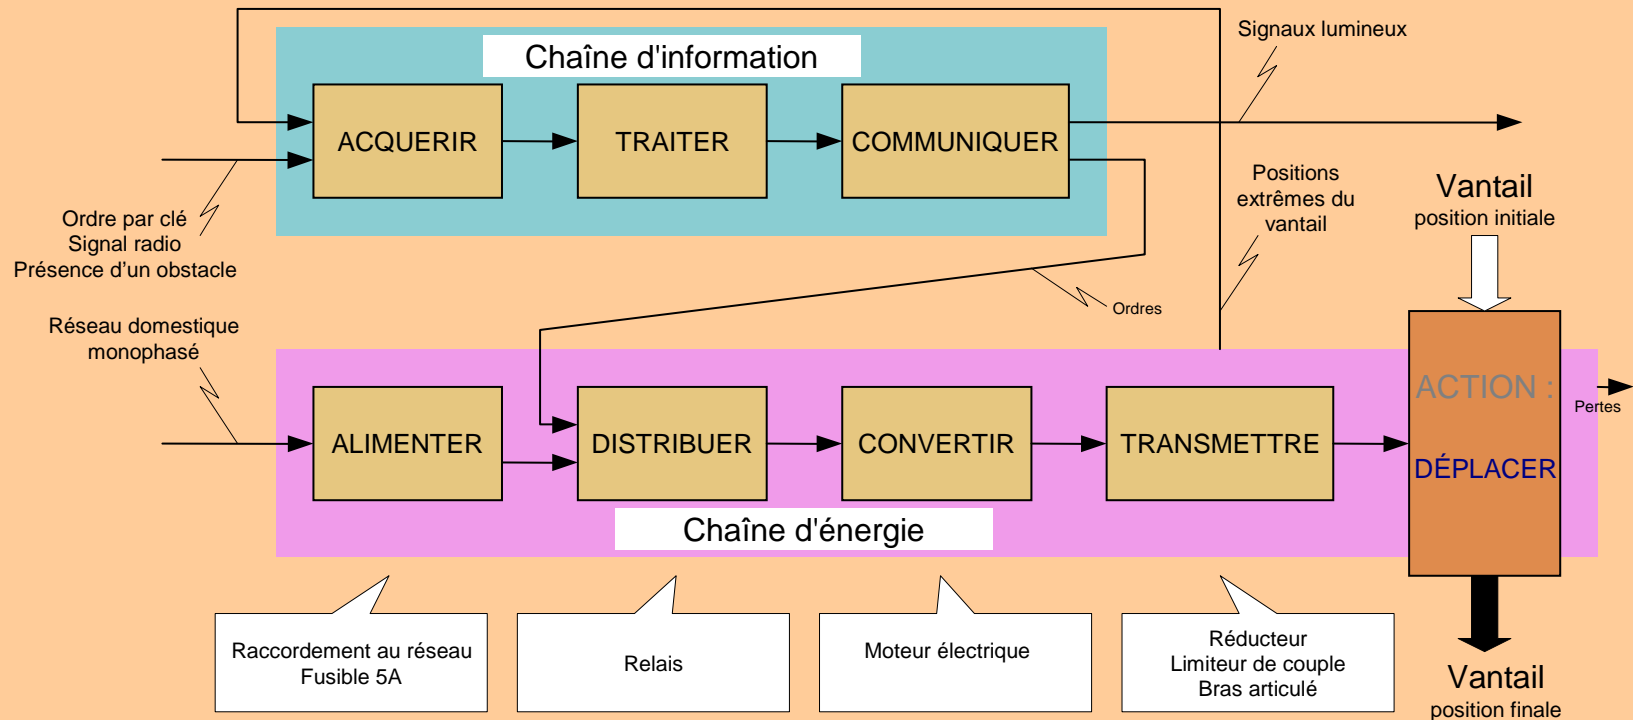 Signaux lumineux
Chaîne d'information
ACQUERIR
TRAITER
COMMUNIQUER
Ordre par clé
Signal radio
Présence d’un obstacle
Positions
extrêmes du
vantail
Vantail
position initiale
Ordres
Réseau domestique
monophasé
ALIMENTER
DISTRIBUER
CONVERTIR
TRANSMETTRE
ACTION :
DÉPLACER
Pertes
Chaîne d'énergie
Raccordement au réseau
Fusible 5A
Relais
Moteur électrique
Réducteur
Limiteur de couple
Bras articulé
Vantail
position finale